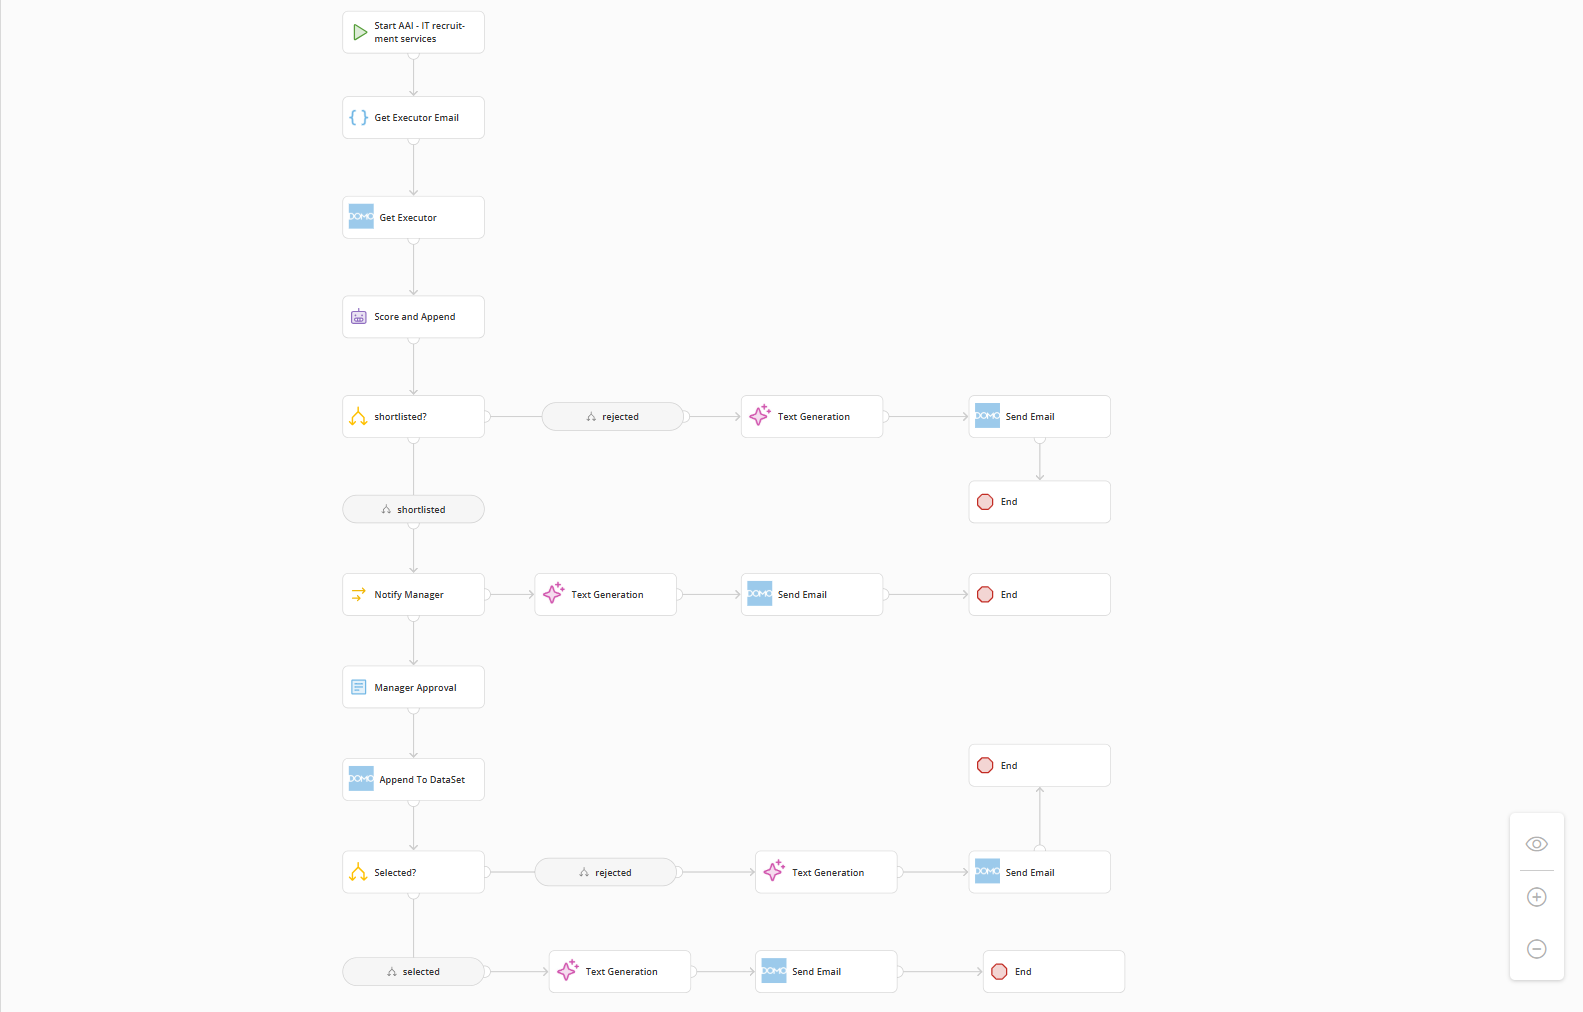 Start AAI - IT recruit-
ment services
Get Executor Email
DOMO
Get Executor
Score and Append
shortlisted?
rejected
Text Generation
DOMO
Send Email
End
shortlisted
Notify Manager
Text Generation
DOMO
Send Email
End
Manager Approval
End
DOMO
Append To DataSet
Selected?
rejected
Text Generation
DOMO
Send Email
selected
Text Generation
DOMO
Send Email
End